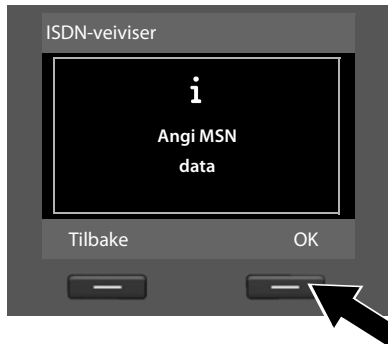 ISDN-veiviser
i
Angi MSN
data
Tilbake OK